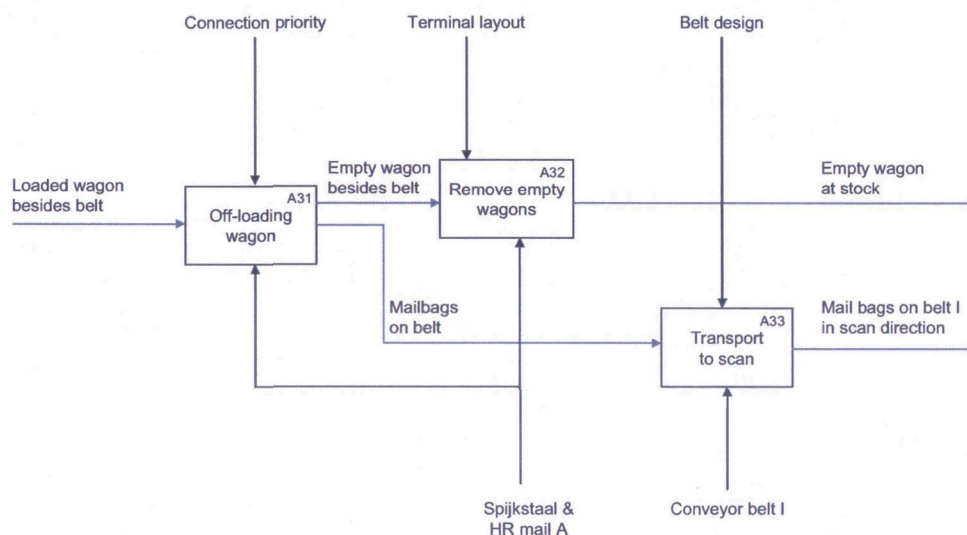 Connection priority
Terminal layout
Belt design
Loaded wagon
besides belt
A31
Off-loading
wagon
Empty wagon
besides belt
A32
Remove empty
wagons
Empty wagon
at stock
Mailbags
on belt
A33
Transport
to scan
Mail bags on belt I
in scan direction
Spijkstaal &
HR mail A
Conveyor belt I